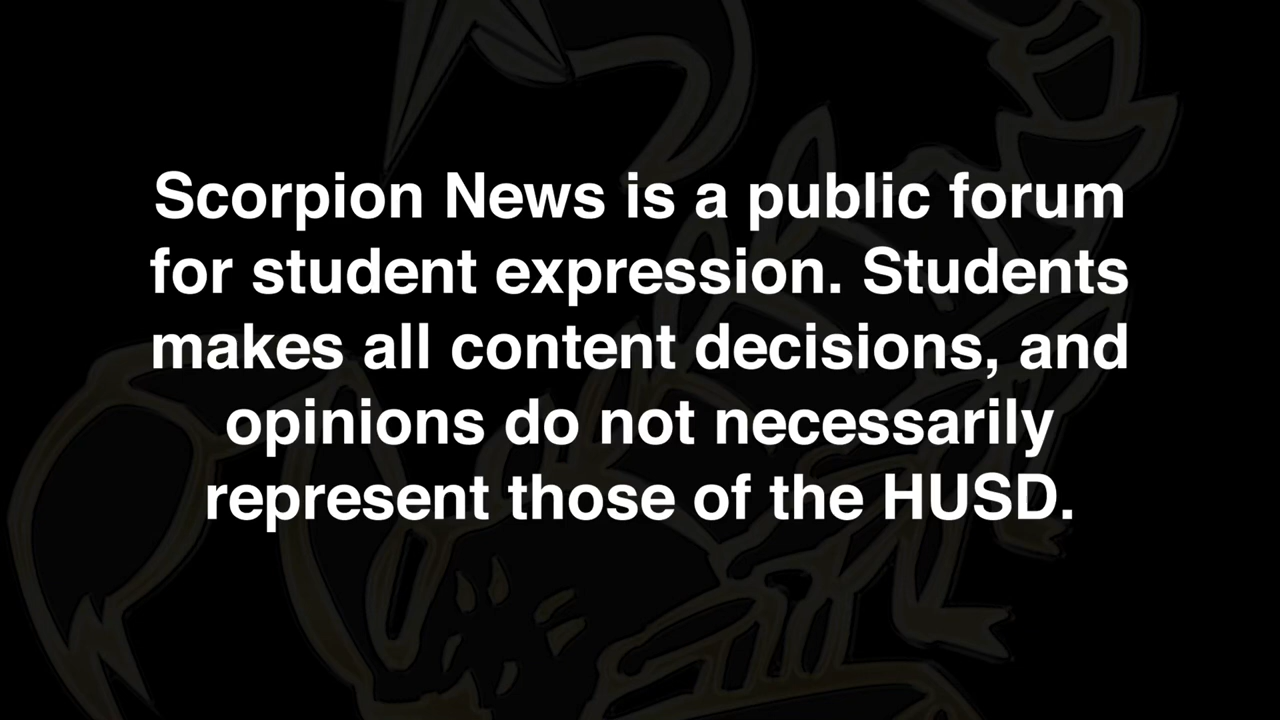 Scorpion News is a public forum
for student expression. Students
makes all content decisions, and
opinions do not necessarily
represent those of the HUSD.